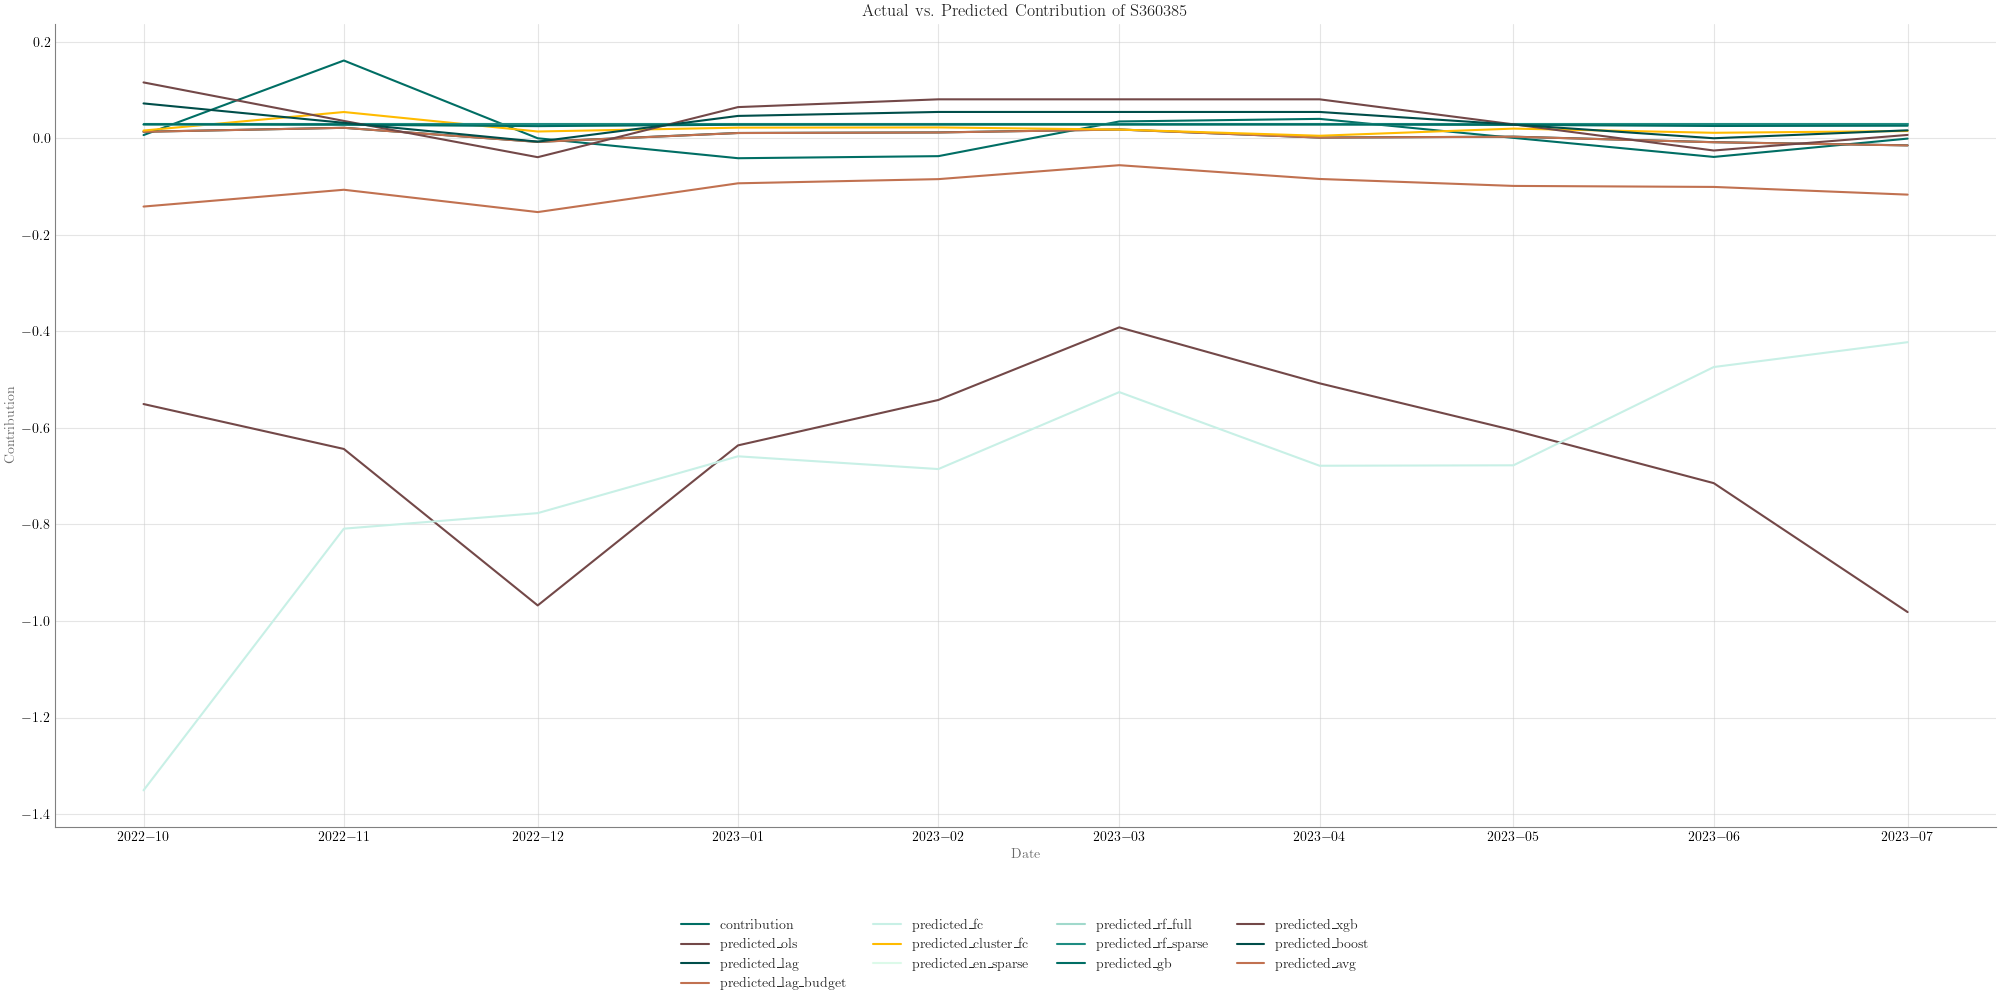 Actual vs. Predicted Contribution of S360385
0.2
0.0
−0.2
−0.4
−0.6
−0.8
−1.0
−1.2
−1.4
Contribution
2022−10 2022−11 2022−12 2023−01 2023−02 2023−03 2023−04 2023−05 2023−06 2023−07
Date
contribution predicted_fc predicted_rf_full predicted_xgb
predicted_ols predicted_cluster_fc predicted_rf_sparse predicted_boost
predicted_lag predicted_en_sparse predicted_gb predicted_avg
predicted_lag_budget